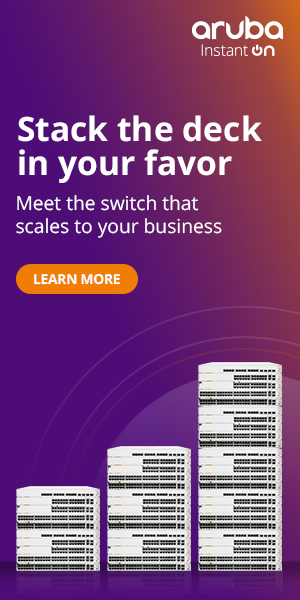 aruba
Instant On
Stack the deck
in your favor
Meet the switch that
scales to your business
LEARN MORE